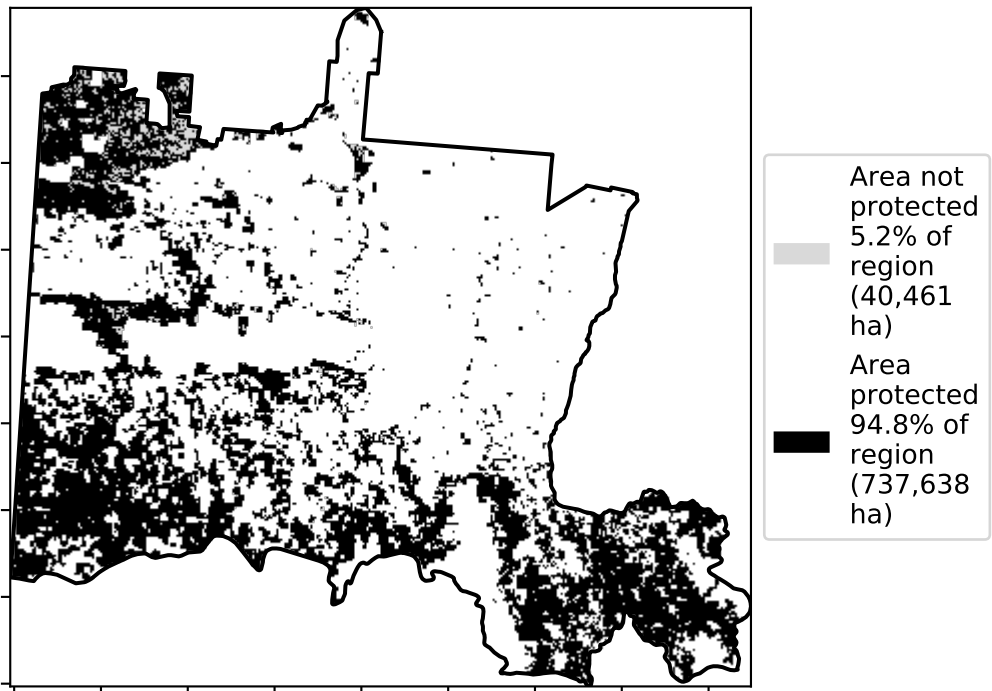 Area not
protected
5.2% of
region
(40,461
ha)
Area
protected
94.8% of
region
(737,638
ha)